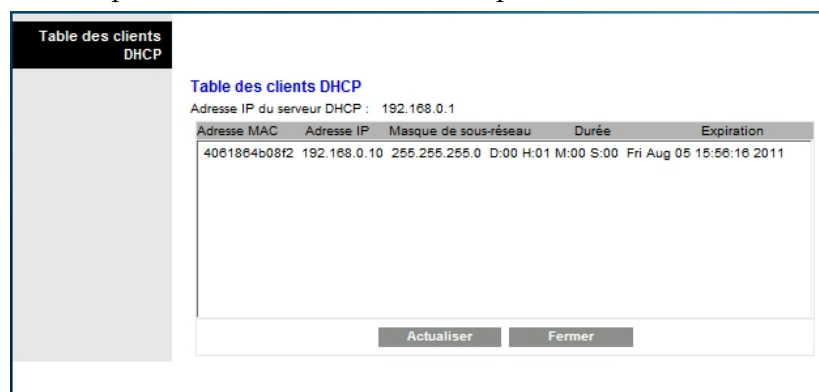 Table des clients
DHCP
Table des clients DHCP
Adresse IP du serveur DHCP : 192.168.0.1
Adresse MAC Adresse IP Masque de sous-réseau Durée Expiration
4061864b08f2 192.168.0.10 255.255.255.0 D:00 H:01 M:00 S:00 Fri Aug 05 15:56:16 2011
Actualiser Fermer